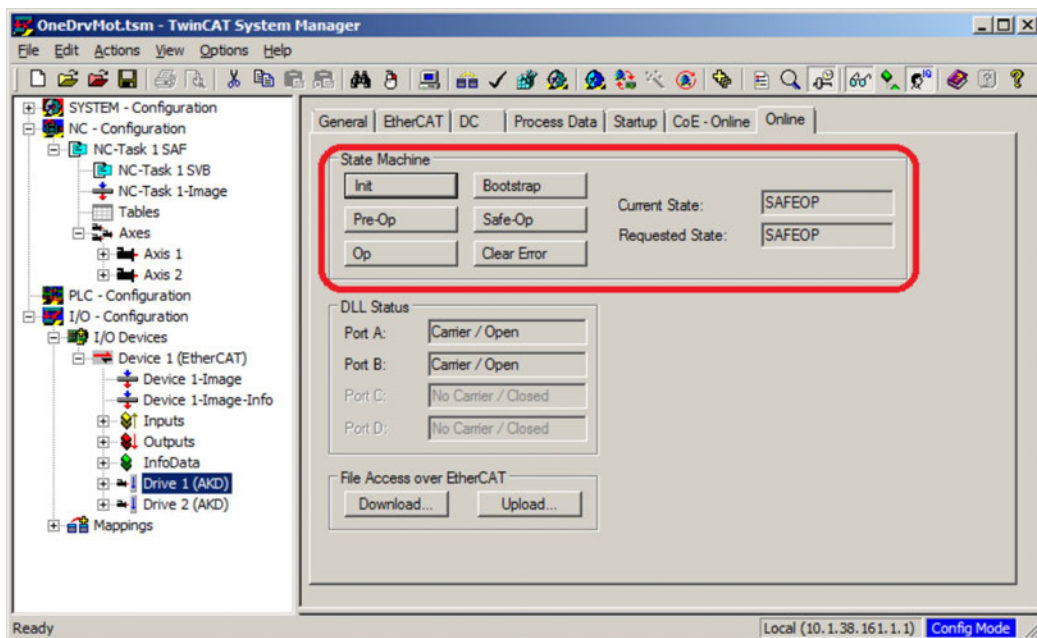 OneDrvMot.tsm - TwinCAT System Manager
File Edit Actions View Options Help
SYSTEM - Configuration
NC - Configuration
NC-Task 1 SAF
NC-Task 1 SVB
NC-Task 1-Image
Tables
Axes
Axis 1
Axis 2
PLC - Configuration
I/O - Configuration
I/O Devices
Device 1 (EtherCAT)
Device 1-Image
Device 1-Image-Info
Inputs
Outputs
InfoData
Drive 1 (AKD)
Drive 2 (AKD)
Mappings
General EtherCAT DC Process Data Startup CoE - Online Online
State Machine
Init Bootstrap
Pre-Op Safe-Op
Op Clear Error
Current State: SAFEOP
Requested State: SAFEOP
DLL Status
Port A: Carrier / Open
Port B: Carrier / Open
Port C: No Carrier / Closed
Port D: No Carrier / Closed
File Access over EtherCAT
Download... Upload...
Ready Local (10.1.38.161.1.1) Config Mode